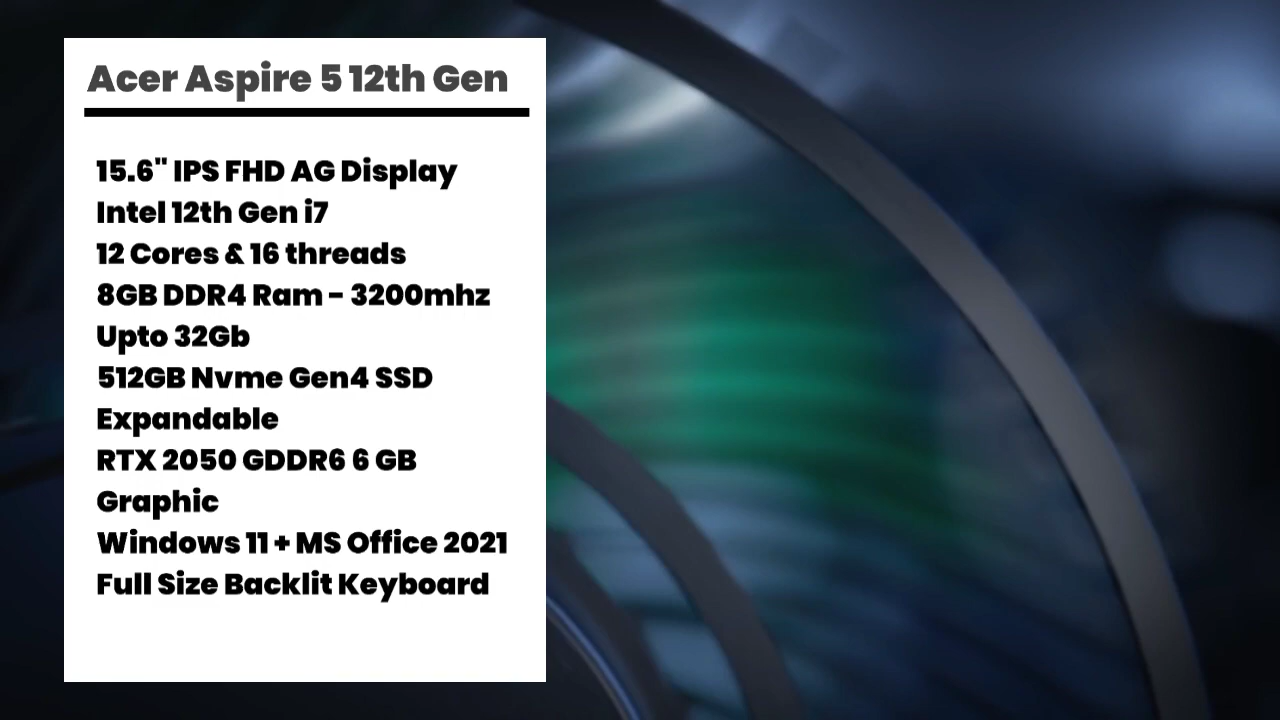 Acer Aspire 5 12th Gen
15.6" IPS FHD AG Display
Intel 12th Gen i7
12 Cores & 16 threads
8GB DDR4 Ram - 3200mhz
Upto 32Gb
512GB Nvme Gen4 SSD
Expandable
RTX 2050 GDDR6 6 GB
Graphic
Windows 11 + MS Office 2021
Full Size Backlit Keyboard